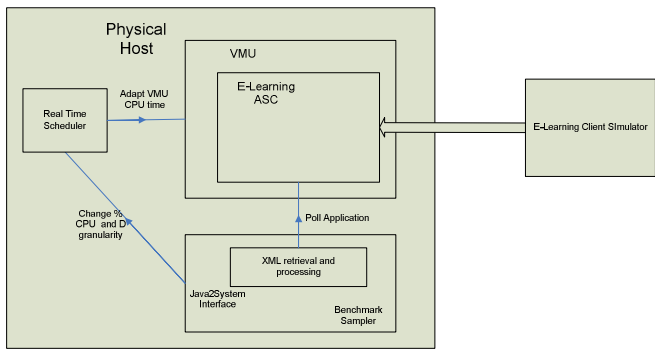 Physical
Host
VMU
E-Learning
ASC
Adapt VMU
CPU time
Real Time
Scheduler
E-Learning Client SImulator
Change %
CPU and D
granularity
Poll Application
XML retrieval and
processing
Java2System
Interface
Benchmark
Sampler